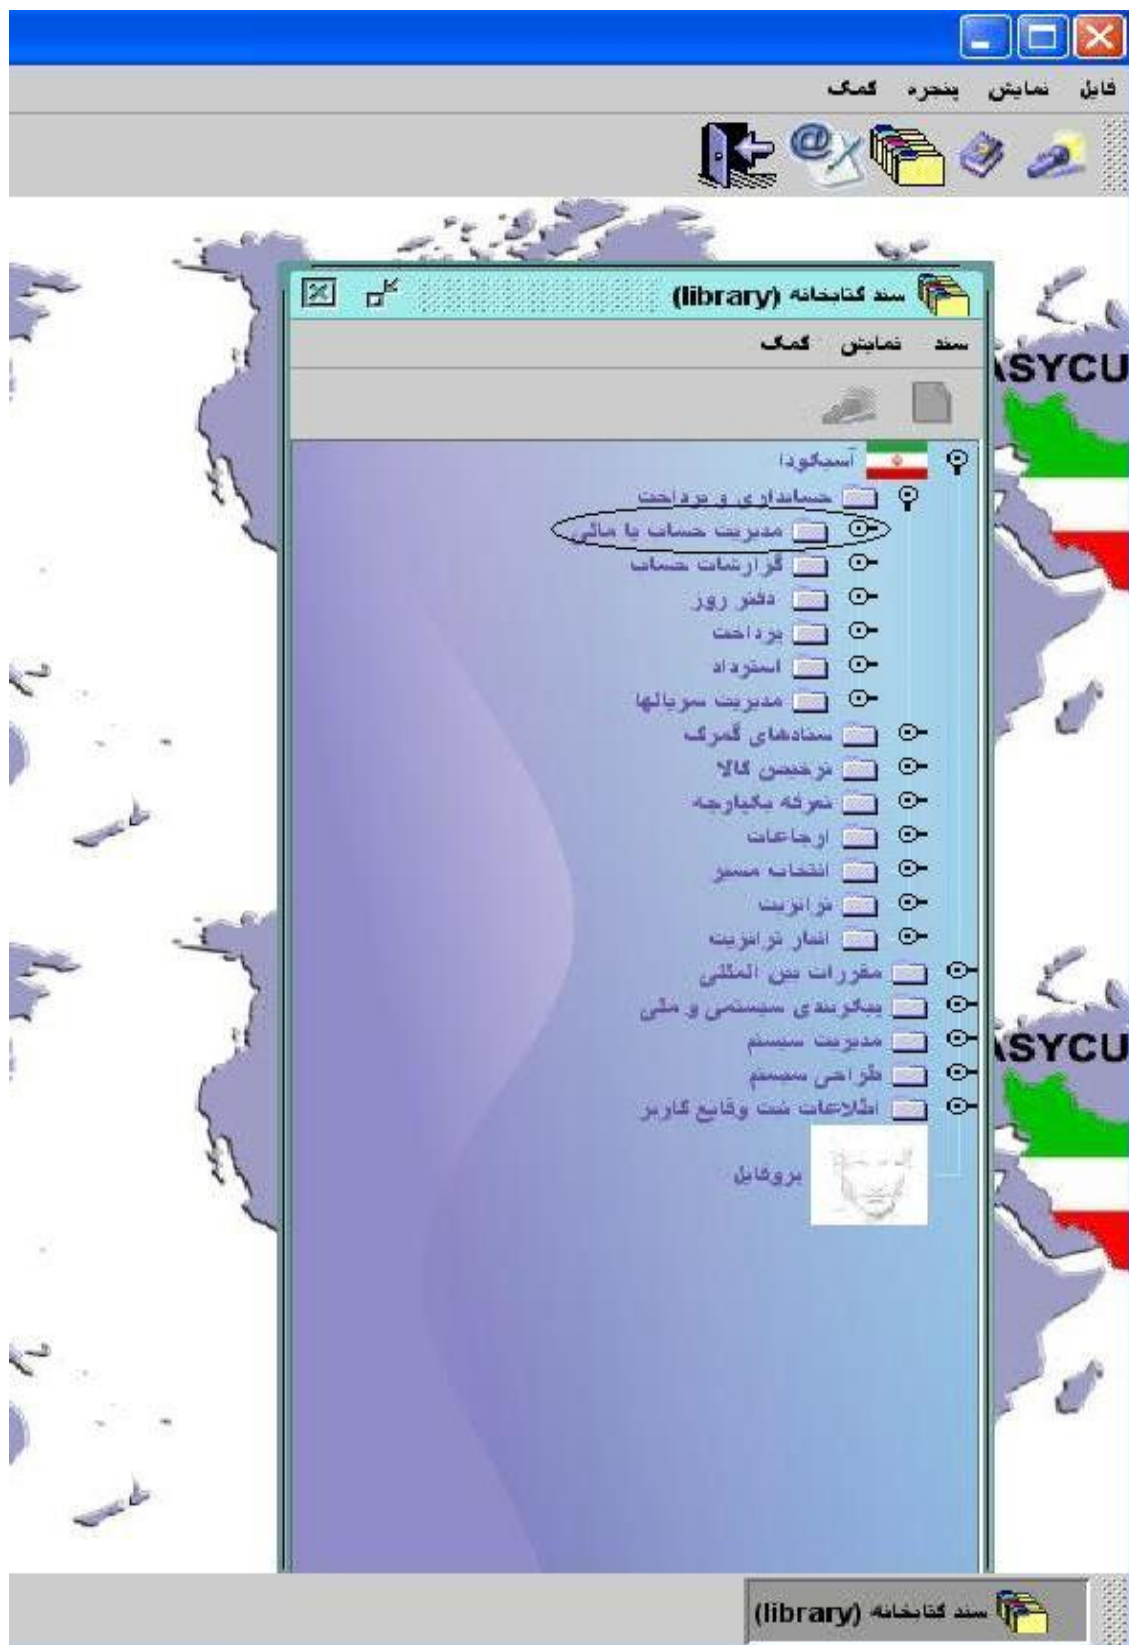 فایل نمایش پنجره کمک
سند کتابخانه (library)
سند نمایش کمک
ASYCU
آسیکودا
حسابداری و پرداخت
مدیریت حساب یا مالی
گزارشات حساب
دفتر روز
پرداخت
استرداد
مدیریت سریالها
ستادهای گمرک
ترخیص کالا
تعرفه یکپارچه
ارجاعات
انتخاب مسیر
ترانزیت
انبار ترانزیت
مقررات بین المللی
پیکربندی سیستمی و ملی
مدیریت سیستم
ASYCU
طراحی سیستم
اطلاعات ثبت وقایع کاربر
پروفایل
سند کتابخانه (library)